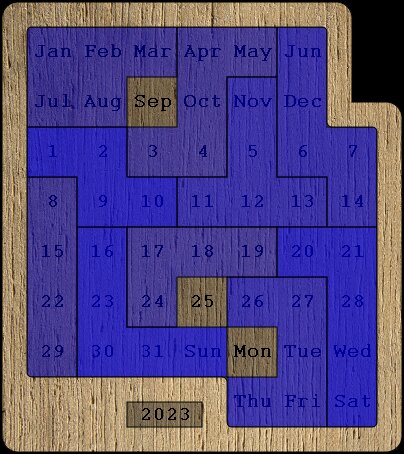 Jan Feb Mar Apr May Jun
Jul Aug Sep Oct Nov Dec
1 2 3 4 5 6 7
8 9 10 11 12 13 14
15 16 17 18 19 20 21
22 23 24 25 26 27 28
29 30 31 Sun Mon Tue Wed
Thu Fri Sat
2023